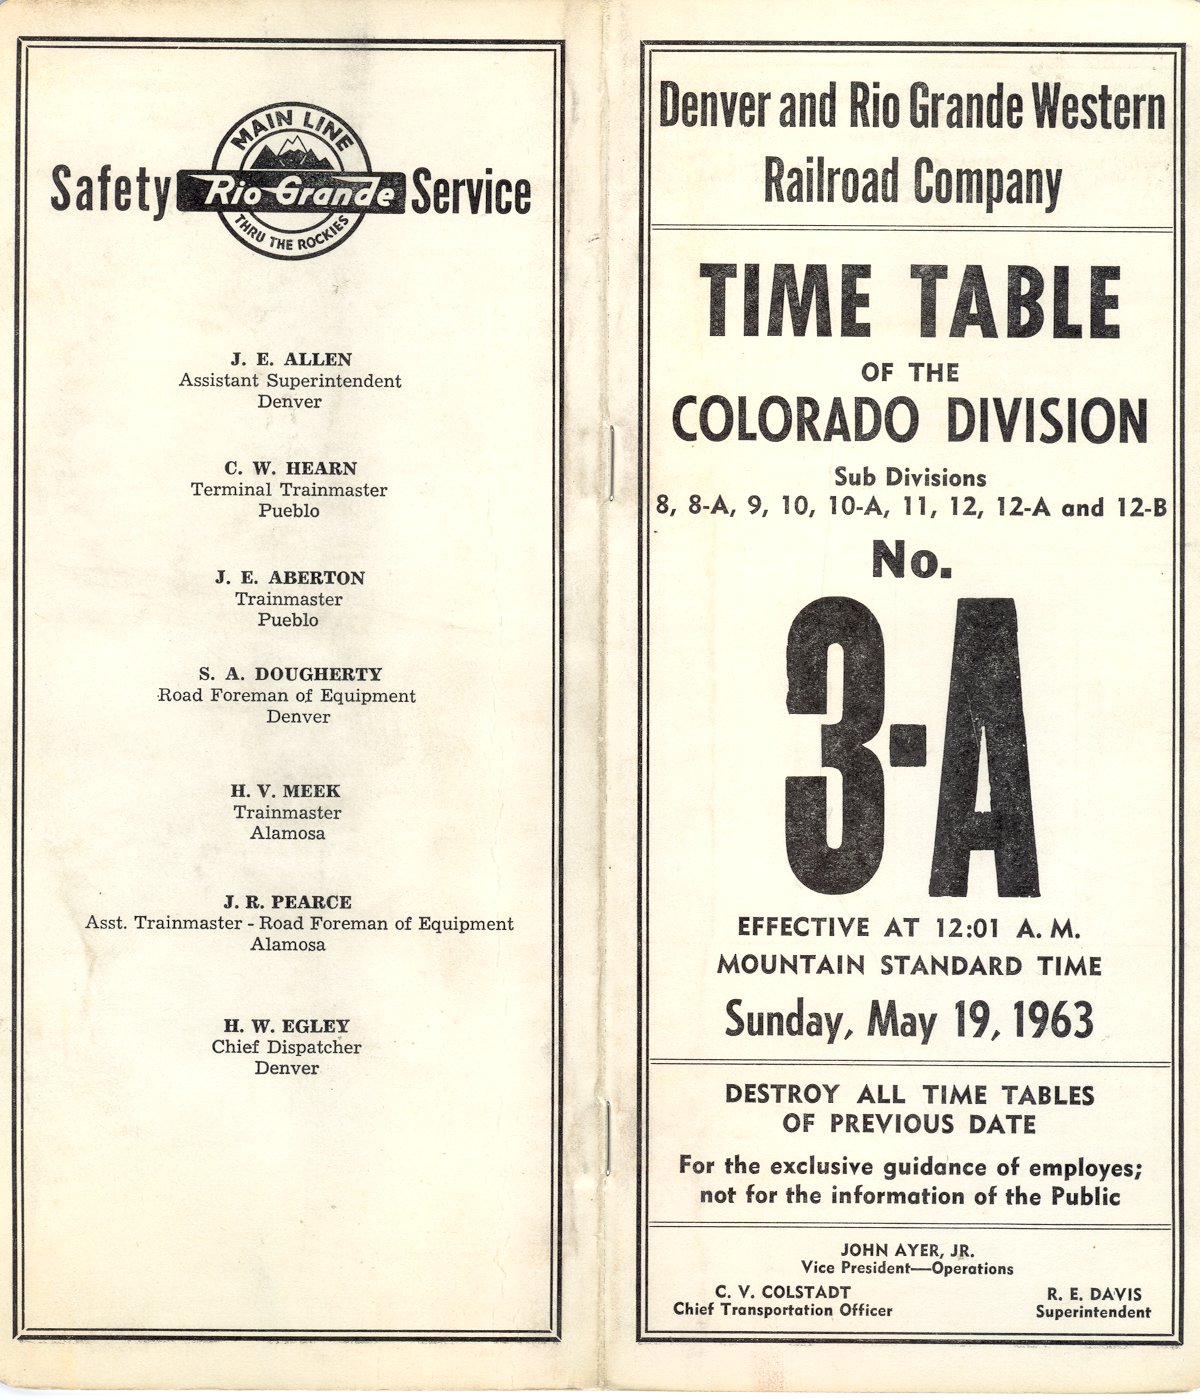 MAIN LINE
Safety Rio Grande Service
THRU THE ROCKIES
J. E. ALLEN
Assistant Superintendent
Denver
C. W. HEARN
Terminal Trainmaster
Pueblo
J. E. ABERTON
Trainmaster
Pueblo
S. A. DOUGHERTY
Road Foreman of Equipment
Denver
H. V. MEEK
Trainmaster
Alamosa
J. R. PEARCE
Asst. Trainmaster - Road Foreman of Equipment
Alamosa
H. W. EGLEY
Chief Dispatcher
Denver
Denver and Rio Grande Western
Railroad Company
TIME TABLE
OF THE
COLORADO DIVISION
Sub Divisions
8, 8-A, 9, 10, 10-A, 11, 12, 12-A and 12-B
No.
3-A
EFFECTIVE AT 12:01 A. M.
MOUNTAIN STANDARD TIME
Sunday, May 19, 1963
DESTROY ALL TIME TABLES
OF PREVIOUS DATE
For the exclusive guidance of employes;
not for the information of the Public
JOHN AYER, JR.
Vice President—Operations
C. V. COLSTADT
Chief Transportation Officer
R. E. DAVIS
Superintendent